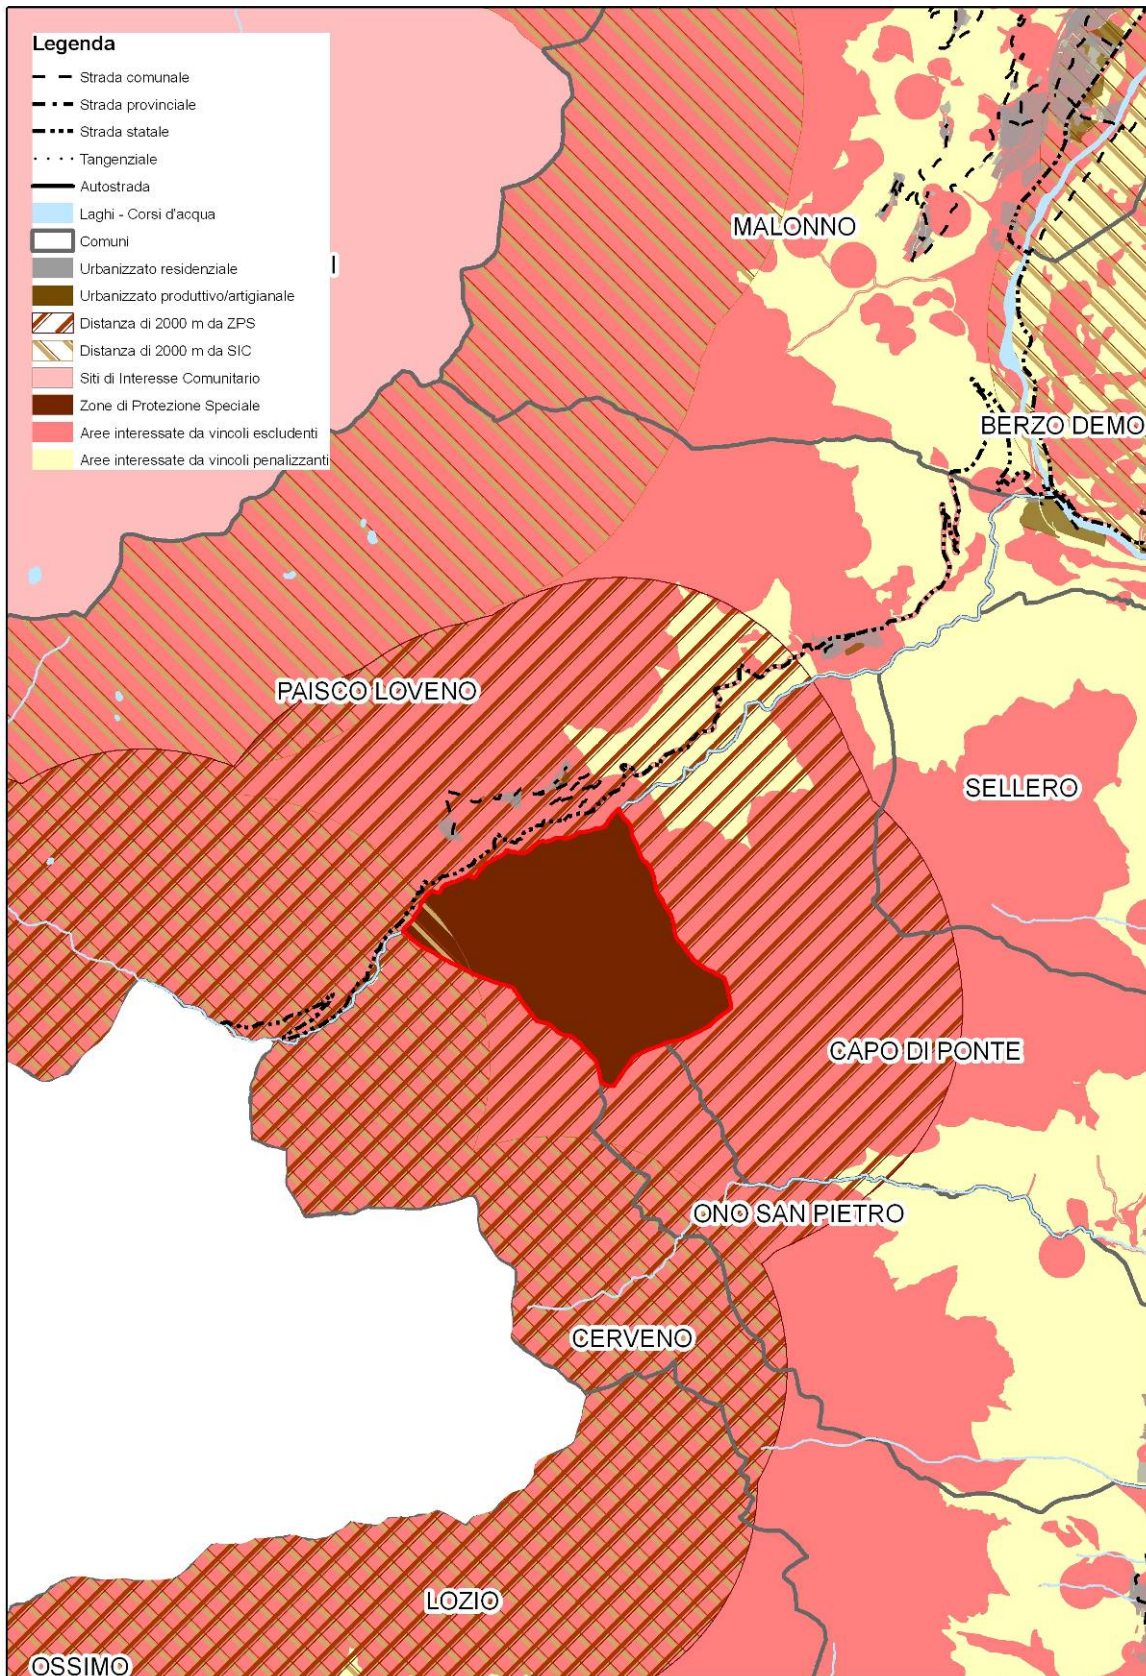 Legenda
Strada comunale
Strada provinciale
Strada statale
Tangenziale
Autostrada
Laghi - Corsi d'acqua
Comuni
Urbanizzato residenziale
Urbanizzato produttivo/artigianale
Distanza di 2000 m da ZPS
Distanza di 2000 m da SIC
Siti di Interesse Comunitario
Zone di Protezione Speciale
Aree interessate da vincoli escludenti
Aree interessate da vincoli penalizzanti
I
MALONNO
BERZO DEMO
PAISCO LOVENO
SELLERO
CAPO DI PONTE
ONO SAN PIETRO
CERVENO
LOZIO
OSSIMO